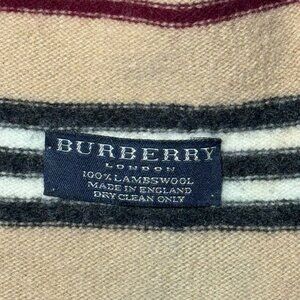 BURBERRY
LONDON
100% LAMBSWOOL
MADE IN ENGLAND
DRY CLEAN ONLY